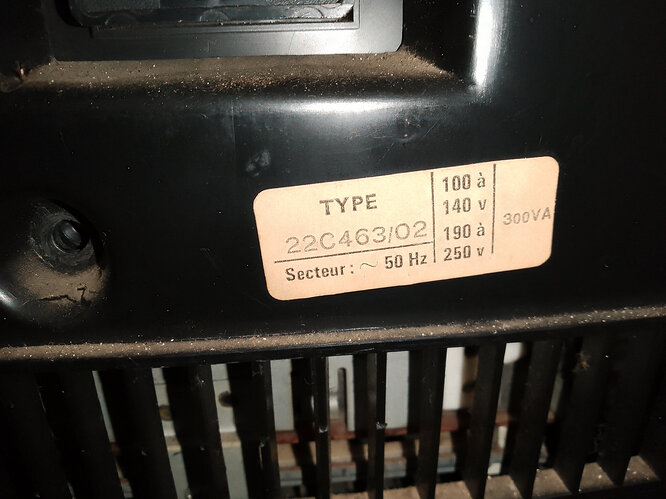 TYPE
22C463/02
Secteur : ~ 50 Hz
100 à
140 v
190 à
250 v
300VA